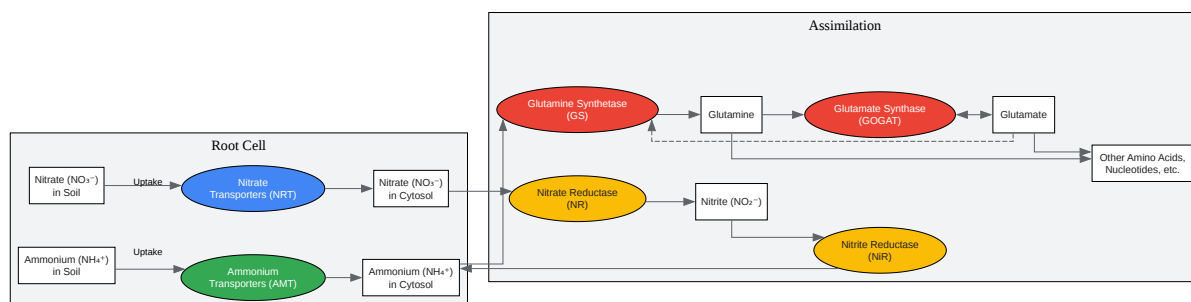 Assimilation
Glutamine Synthetase
(GS)
Glutamine
Glutamate Synthase
(GOGAT)
Glutamate
Other Amino Acids,
Nucleotides, etc.
Root Cell
Nitrate (NO₃⁻)
in Soil
Uptake
Nitrate
Transporters (NRT)
Nitrate (NO₃⁻)
in Cytosol
Nitrate Reductase
(NR)
Nitrite (NO₂⁻)
Nitrite Reductase
(NiR)
Ammonium (NH₄⁺)
in Soil
Uptake
Ammonium
Transporters (AMT)
Ammonium (NH₄⁺)
in Cytosol